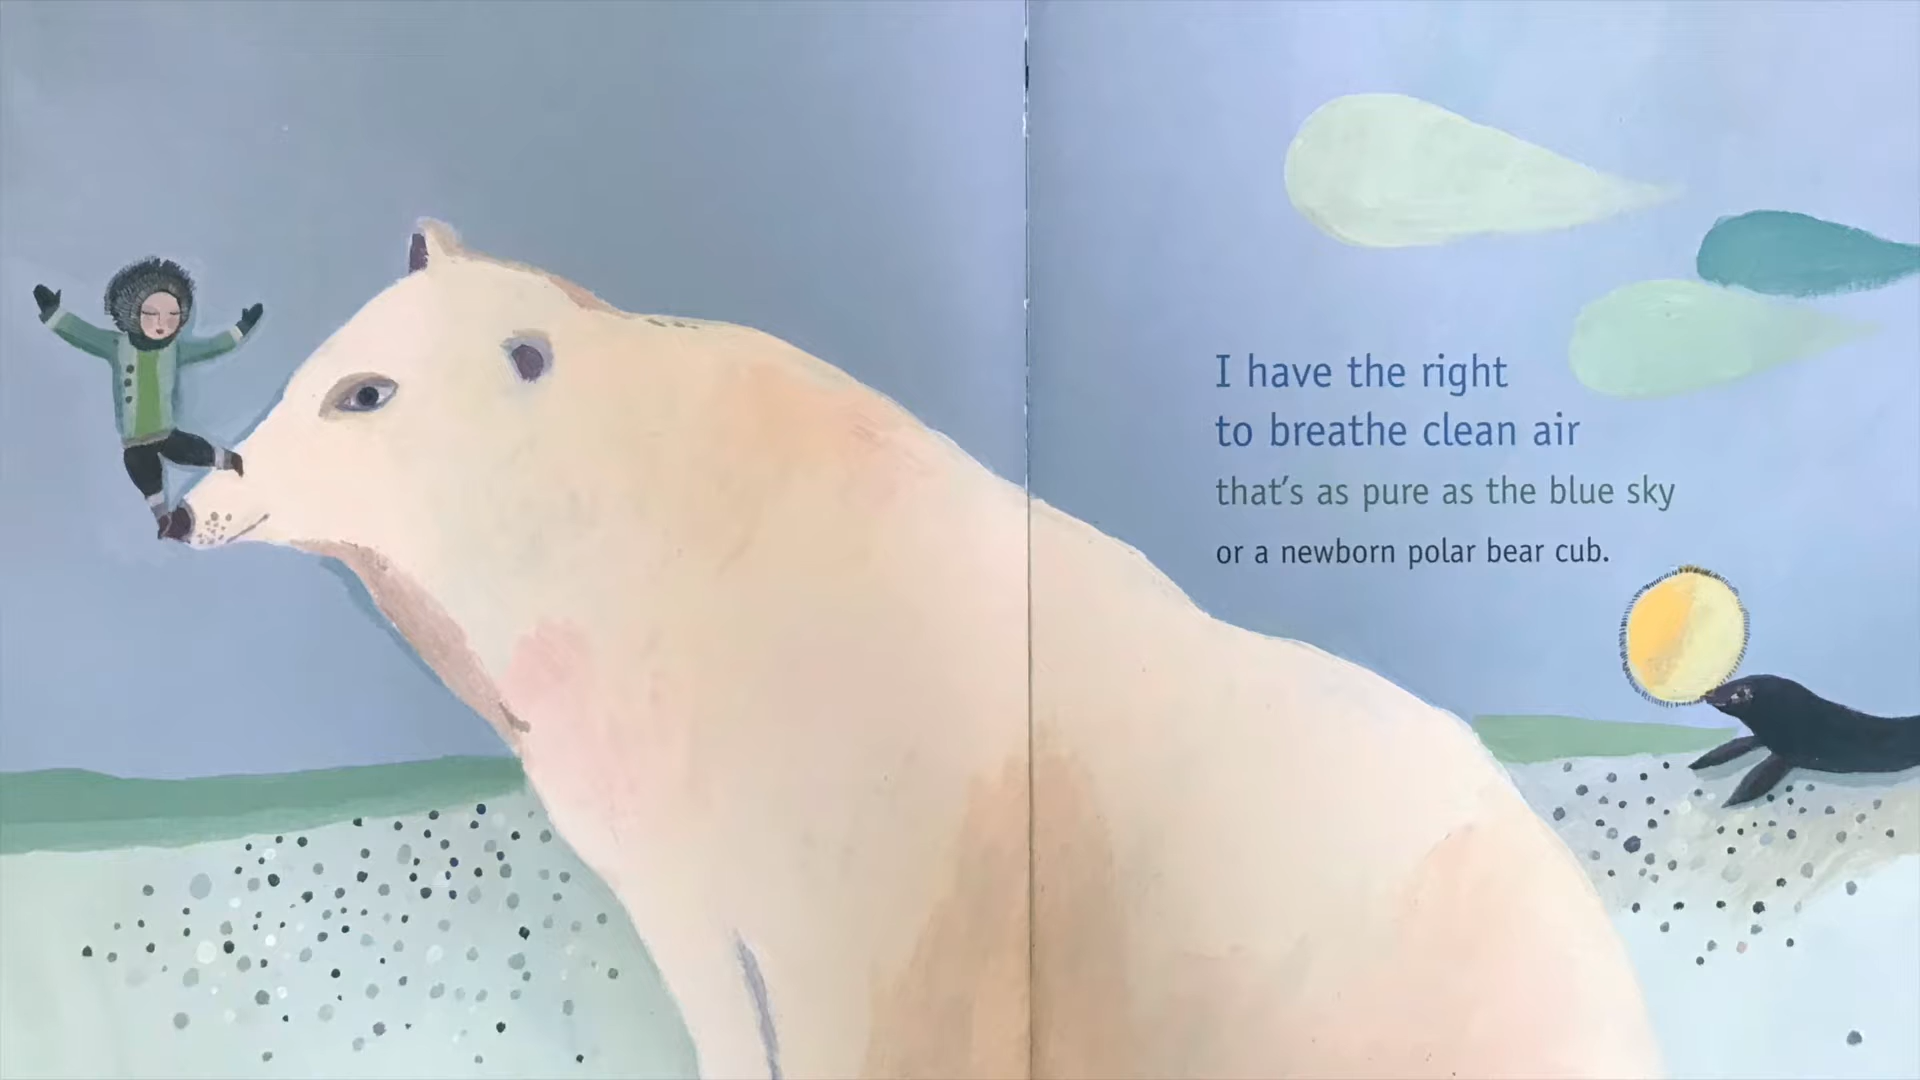 I have the right
to breathe clean air
that's as pure as the blue sky
or a newborn polar bear cub.